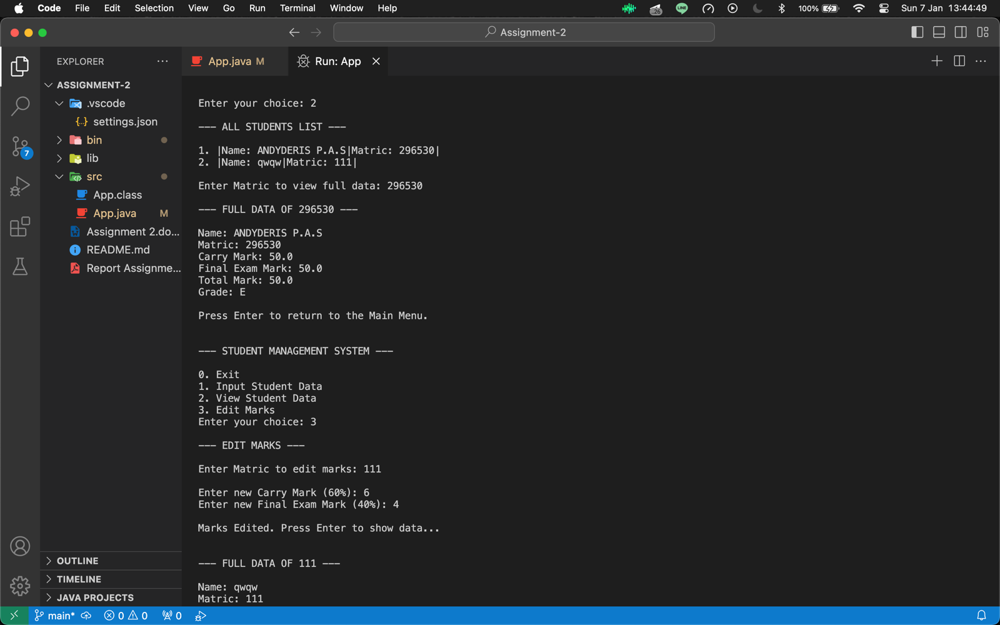 Code File Edit Selection View Go Run Terminal Window Help 26 LINE 100% Sun 7 Jan 13:44:49
Assignment-2
EXPLORER
App.java M
Run: App
ASSIGNMENT-2
.vscode
settings.json
bin
lib
src
App.class
App.java M
Assignment 2.do...
README.md
Report Assignme...
7
OUTLINE
TIMELINE
JAVA PROJECTS
Enter your choice: 2
--- ALL STUDENTS LIST ---
1. |Name: ANDYDERIS P.A.S|Matric: 296530|
2. |Name: qwqw|Matric: 111|
Enter Matric to view full data: 296530
--- FULL DATA OF 296530 ---
Name: ANDYDERIS P.A.S
Matric: 296530
Carry Mark: 50.0
Final Exam Mark: 50.0
Total Mark: 50.0
Grade: E
Press Enter to return to the Main Menu.
--- STUDENT MANAGEMENT SYSTEM ---
0. Exit
1. Input Student Data
2. View Student Data
3. Edit Marks
Enter your choice: 3
--- EDIT MARKS ---
Enter Matric to edit marks: 111
Enter new Carry Mark (60%): 6
Enter new Final Exam Mark (40%): 4
Marks Edited. Press Enter to show data...
--- FULL DATA OF 111 ---
Name: qwqw
Matric: 111
main* 0 0 0